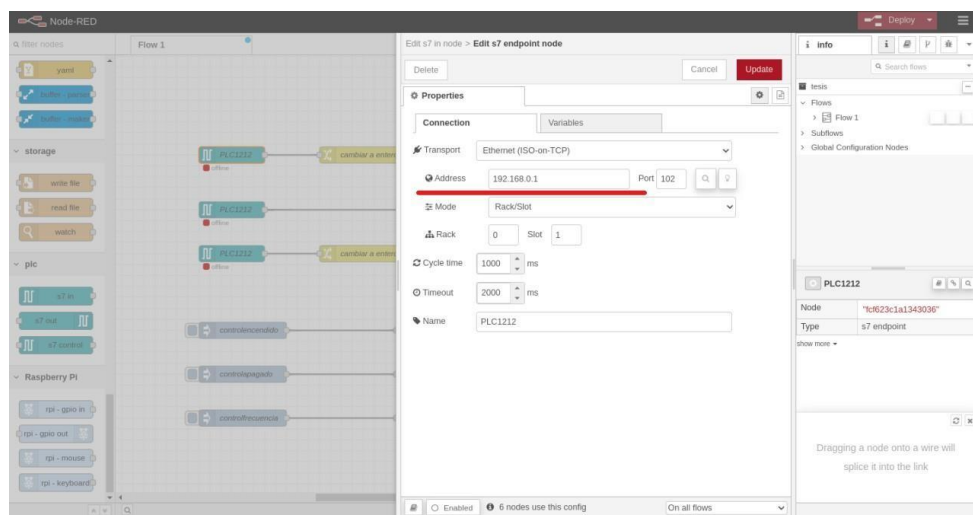 Node-RED
Deploy
filter nodes
Flow 1
Edit s7 in node > Edit s7 endpoint node
i info
i
Delete
Cancel
Update
Search flows
yaml
tesis
buffer - parser
Properties
Flows
buffer - maker
Flow 1
Connection
Variables
Subflows
storage
PLC1212
cambiar a enter
Transport
Ethernet (ISO-on-TCP)
Global Configuration Nodes
offline
write file
Address
192.168.0.1
Port
102
read file
PLC1212
Mode
Rack/Slot
offline
watch
Rack
0
Slot
1
PLC1212
cambiar a enter
plc
offline
Cycle time
1000
ms
PLC1212
s7 in
Timeout
2000
ms
Node
"fcf623c1a1343036"
s7 out
Name
PLC1212
Type
s7 endpoint
s7 control
controlencendido
show more
Raspberry Pi
controlapagado
rpi - gpio in
controlfrecuencia
rpi - gpio out
Dragging a node onto a wire will
splice it into the link
rpi - mouse
rpi - keyboard
Enabled
6 nodes use this config
On all flows